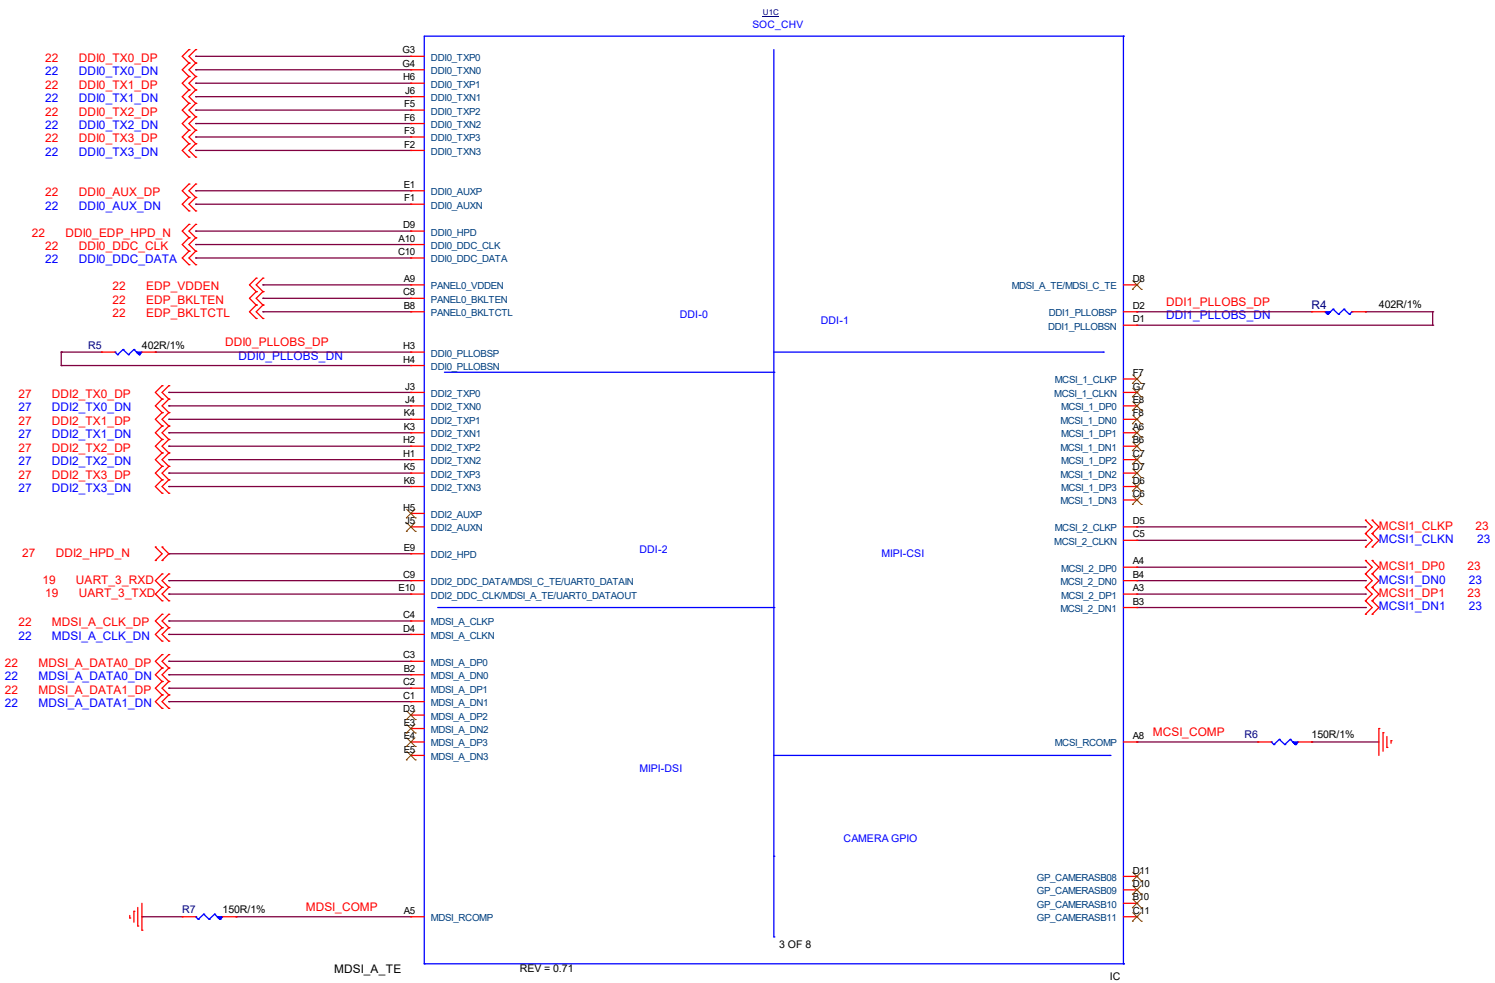 U1C
SOC_CHV
22 DDI0_TX0_DP G3 DDI0_TXP0
22 DDI0_TX0_DN G4 DDI0_TXN0
22 DDI0_TX1_DP H6 DDI0_TXP1
22 DDI0_TX1_DN J6 DDI0_TXN1
22 DDI0_TX2_DP F5 DDI0_TXP2
22 DDI0_TX2_DN F6 DDI0_TXN2
22 DDI0_TX3_DP F3 DDI0_TXP3
22 DDI0_TX3_DN F2 DDI0_TXN3
22 DDI0_AUX_DP E1 DDI0_AUXP
22 DDI0_AUX_DN F1 DDI0_AUXN
22 DDI0_EDP_HPD_N D9 DDI0_HPD
22 DDI0_DDC_CLK A10 DDI0_DDC_CLK
22 DDI0_DDC_DATA C10 DDI0_DDC_DATA
22 EDP_VDDEN A9 PANEL0_VDDEN
22 EDP_BKLTEN C8 PANEL0_BKLTEN
22 EDP_BKLTCTL B8 PANEL0_BKLTCTL
DDI-0
R5 402R/1% DDI0_PLLOBS_DP H3 DDI0_PLLOBSP
DDI0_PLLOBS_DN H4 DDI0_PLLOBSN
27 DDI2_TX0_DP J3 DDI2_TXP0
27 DDI2_TX0_DN J4 DDI2_TXN0
27 DDI2_TX1_DP K4 DDI2_TXP1
27 DDI2_TX1_DN K3 DDI2_TXN1
27 DDI2_TX2_DP H2 DDI2_TXP2
27 DDI2_TX2_DN H1 DDI2_TXN2
27 DDI2_TX3_DP K5 DDI2_TXP3
27 DDI2_TX3_DN K6 DDI2_TXN3
H5 DDI2_AUXP
J5 DDI2_AUXN
DDI-2
27 DDI2_HPD_N E9 DDI2_HPD
19 UART_3_RXD C9 DDI2_DDC_DATA/MDSI_C_TE/UART0_DATAIN
19 UART_3_TXD E10 DDI2_DDC_CLK/MDSI_A_TE/UART0_DATAOUT
22 MDSI_A_CLK_DP C4 MDSI_A_CLKP
22 MDSI_A_CLK_DN D4 MDSI_A_CLKN
22 MDSI_A_DATA0_DP C3 MDSI_A_DP0
22 MDSI_A_DATA0_DN B2 MDSI_A_DN0
22 MDSI_A_DATA1_DP C2 MDSI_A_DP1
22 MDSI_A_DATA1_DN C1 MDSI_A_DN1
D3 MDSI_A_DP2
E3 MDSI_A_DN2
E4 MDSI_A_DP3
E5 MDSI_A_DN3
MIPI-DSI
R7 150R/1% MDSI_COMP A5 MDSI_RCOMP
MDSI_A_TE
REV = 0.71
MDSI_A_TE/MDSI_C_TE D8
DDI-1
DDI1_PLLOBSP D2 DDI1_PLLOBS_DP R4 402R/1%
DDI1_PLLOBSN D1 DDI1_PLLOBS_DN
MCSI_1_CLKP F7
MCSI_1_CLKN G7
MCSI_1_DP0 E8
MCSI_1_DN0 F8
MCSI_1_DP1 A6
MCSI_1_DN1 B6
MCSI_1_DP2 C7
MCSI_1_DN2 D7
MCSI_1_DP3 D6
MCSI_1_DN3 C6
MCSI_2_CLKP D5 MCSI1_CLKP 23
MCSI_2_CLKN C5 MCSI1_CLKN 23
MIPI-CSI
MCSI_2_DP0 A4 MCSI1_DP0 23
MCSI_2_DN0 B4 MCSI1_DN0 23
MCSI_2_DP1 A3 MCSI1_DP1 23
MCSI_2_DN1 B3 MCSI1_DN1 23
MCSI_RCOMP A8 MCSI_COMP R6 150R/1%
CAMERA GPIO
GP_CAMERASB08 D11
GP_CAMERASB09 D10
GP_CAMERASB10 B10
GP_CAMERASB11 C11
3 OF 8
IC